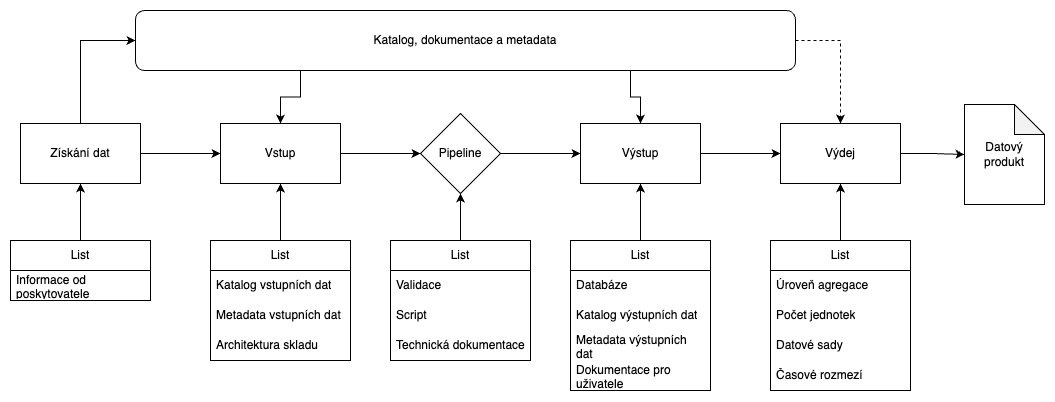 Katalog, dokumentace a metadata
Získání dat
Vstup
Pipeline
Výstup
Výdej
Datový
produkt
List
Informace od
poskytovatele
List
Katalog vstupních dat
Metadata vstupních dat
Architektura skladu
List
Validace
Script
Technická dokumentace
List
Databáze
Katalog výstupních dat
Metadata výstupních
dat
Dokumentace pro
uživatele
List
Úroveň agregace
Počet jednotek
Datové sady
Časové rozmezí